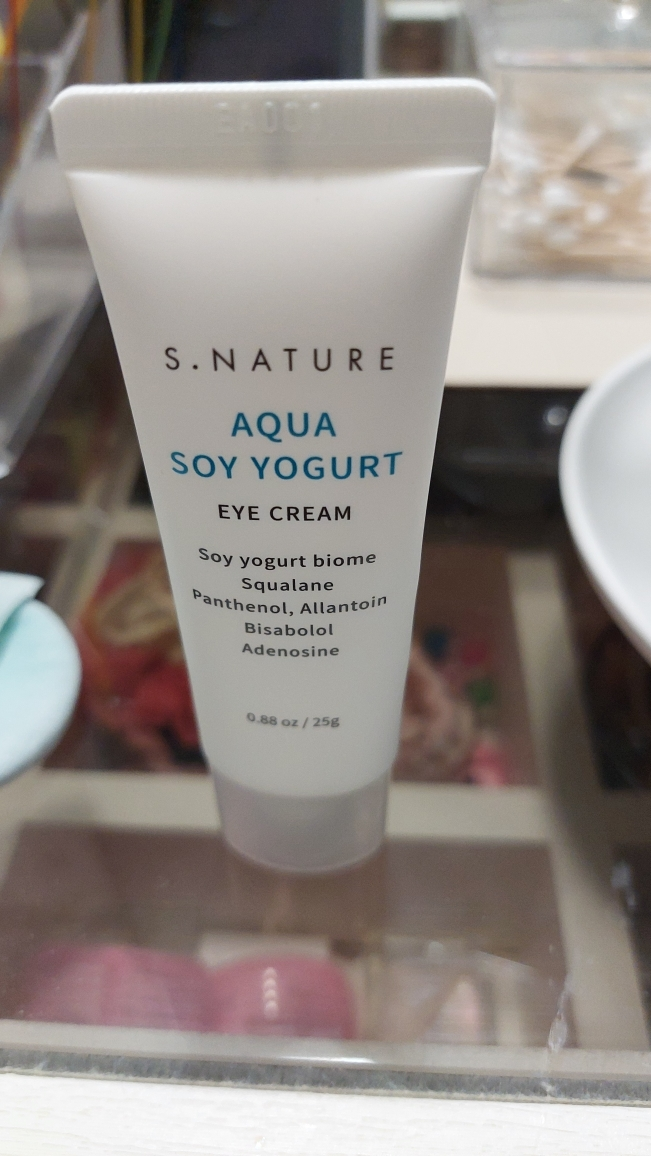 S.NATURE
AQUA
SOY YOGURT
EYE CREAM
Soy yogurt biome
Squalane
Panthenol, Allantoin
Bisabolol
Adenosine
0.88 oz / 25g